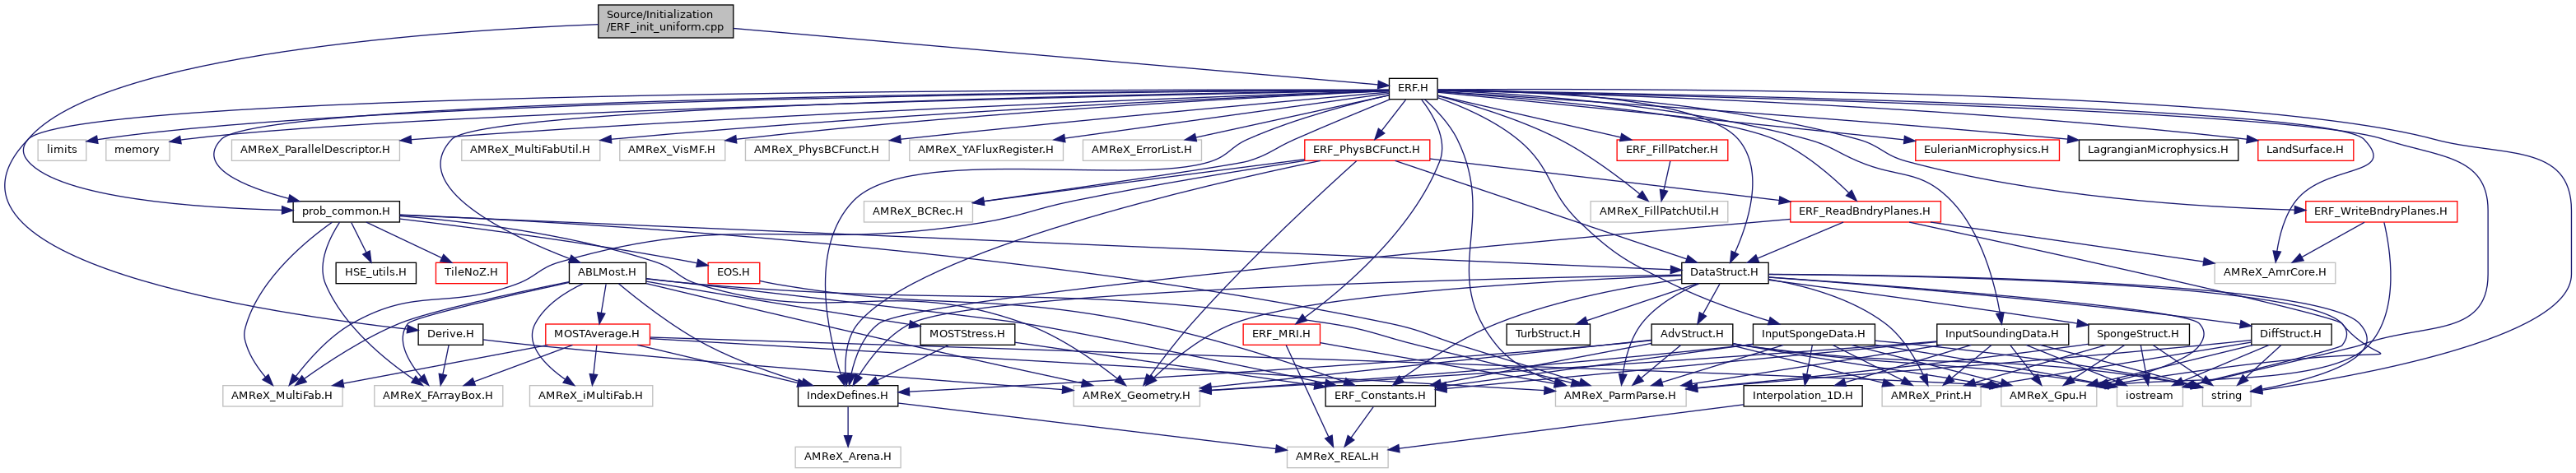 Source/Initialization
/ERF_init_uniform.cpp
ERF.H
limits
memory
AMReX_ParallelDescriptor.H
AMReX_MultiFabUtil.H
AMReX_VisMF.H
AMReX_PhysBCFunct.H
AMReX_YAFluxRegister.H
AMReX_ErrorList.H
ERF_PhysBCFunct.H
ERF_FillPatcher.H
EulerianMicrophysics.H
LagrangianMicrophysics.H
LandSurface.H
prob_common.H
AMReX_BCRec.H
AMReX_FillPatchUtil.H
ERF_ReadBndryPlanes.H
ERF_WriteBndryPlanes.H
HSE_utils.H
TileNoZ.H
ABLMost.H
EOS.H
DataStruct.H
AMReX_AmrCore.H
Derive.H
MOSTAverage.H
MOSTStress.H
ERF_MRI.H
TurbStruct.H
AdvStruct.H
InputSpongeData.H
InputSoundingData.H
SpongeStruct.H
DiffStruct.H
AMReX_MultiFab.H
AMReX_FArrayBox.H
AMReX_iMultiFab.H
IndexDefines.H
AMReX_Geometry.H
ERF_Constants.H
AMReX_ParmParse.H
Interpolation_1D.H
AMReX_Print.H
AMReX_Gpu.H
iostream
string
AMReX_Arena.H
AMReX_REAL.H